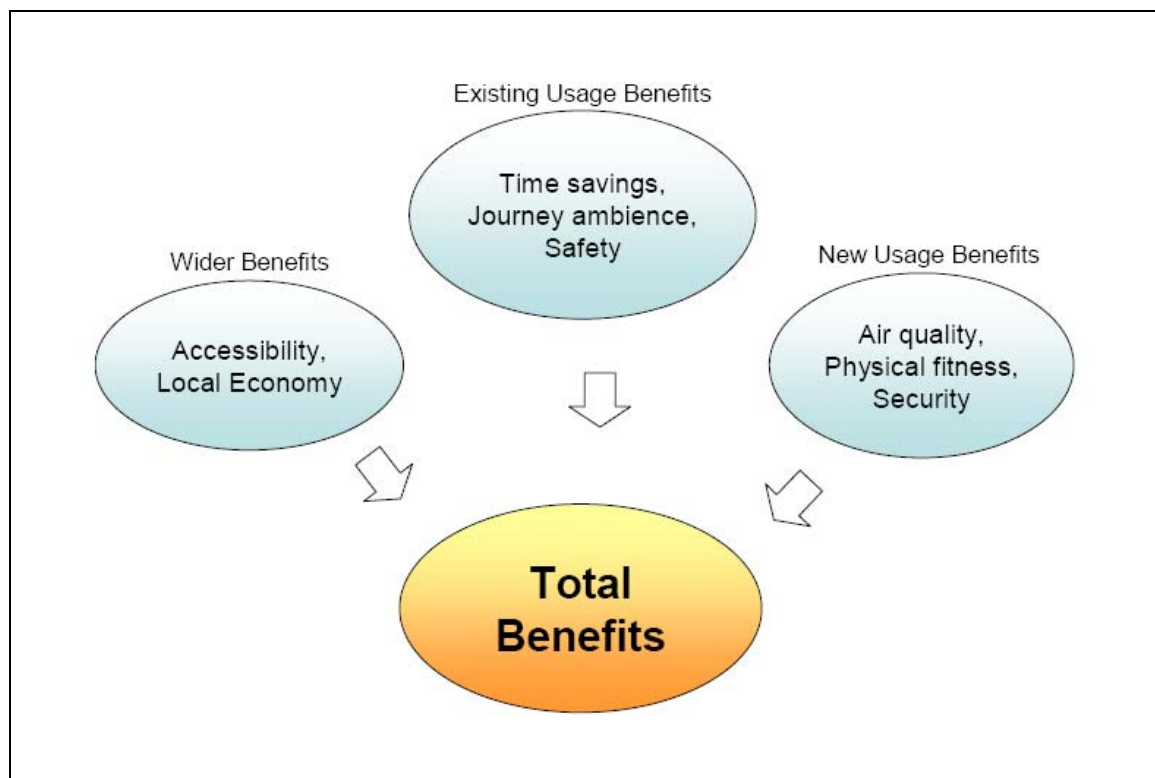 Existing Usage Benefits
Time savings,
Journey ambience,
Safety
Wider Benefits
Accessibility,
Local Economy
New Usage Benefits
Air quality,
Physical fitness,
Security
Total
Benefits